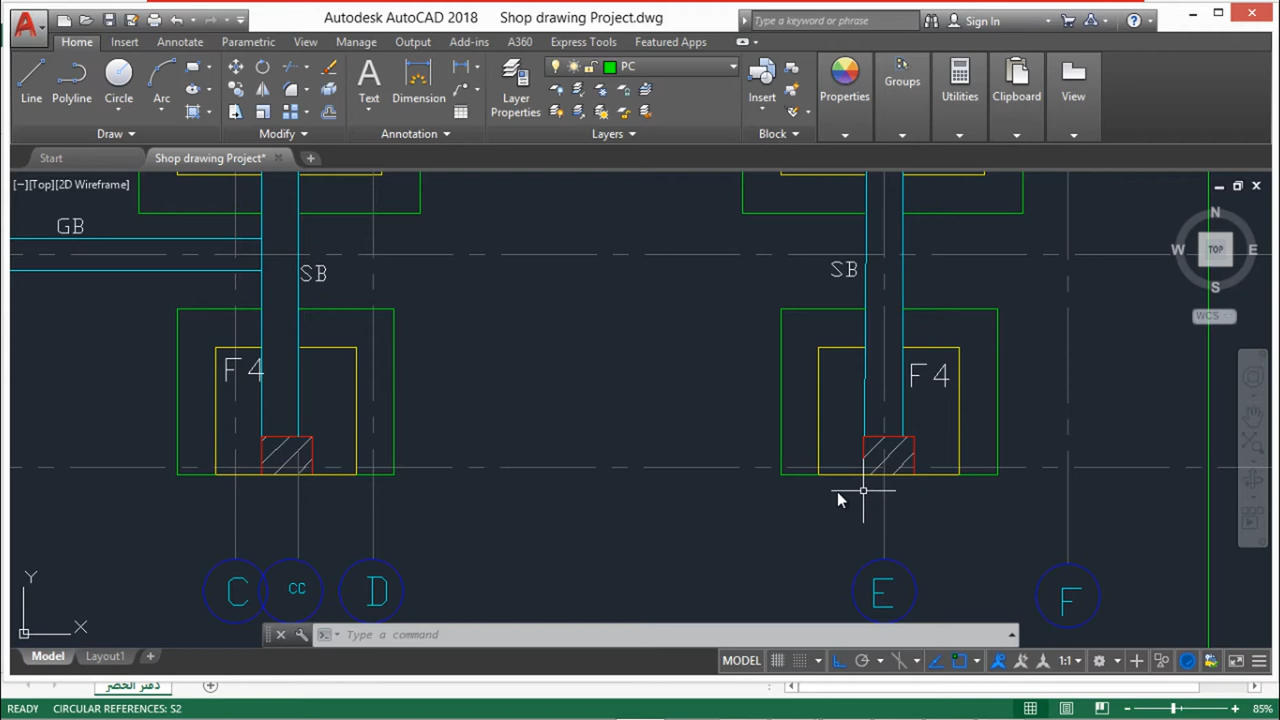 Autodesk AutoCAD 2018 Shop drawing Project.dwg
Type a keyword or phrase
Sign In
Home Insert Annotate Parametric View Manage Output Add-ins A360 Express Tools Featured Apps
PC
Line Polyline Circle Arc
Text Dimension
Layer Properties
Insert
Properties
Groups
Utilities
Clipboard
View
Draw
Modify
Annotation
Layers
Block
Start
Shop drawing Project*
[−][Top][2D Wireframe]
N
W TOP E
S
WCS
GB
SB
SB
F4
F4
C CC D E F
Y
X
Type a command
Model Layout1
MODEL
1:1
دفتر الحصر
READY CIRCULAR REFERENCES: S2
85%